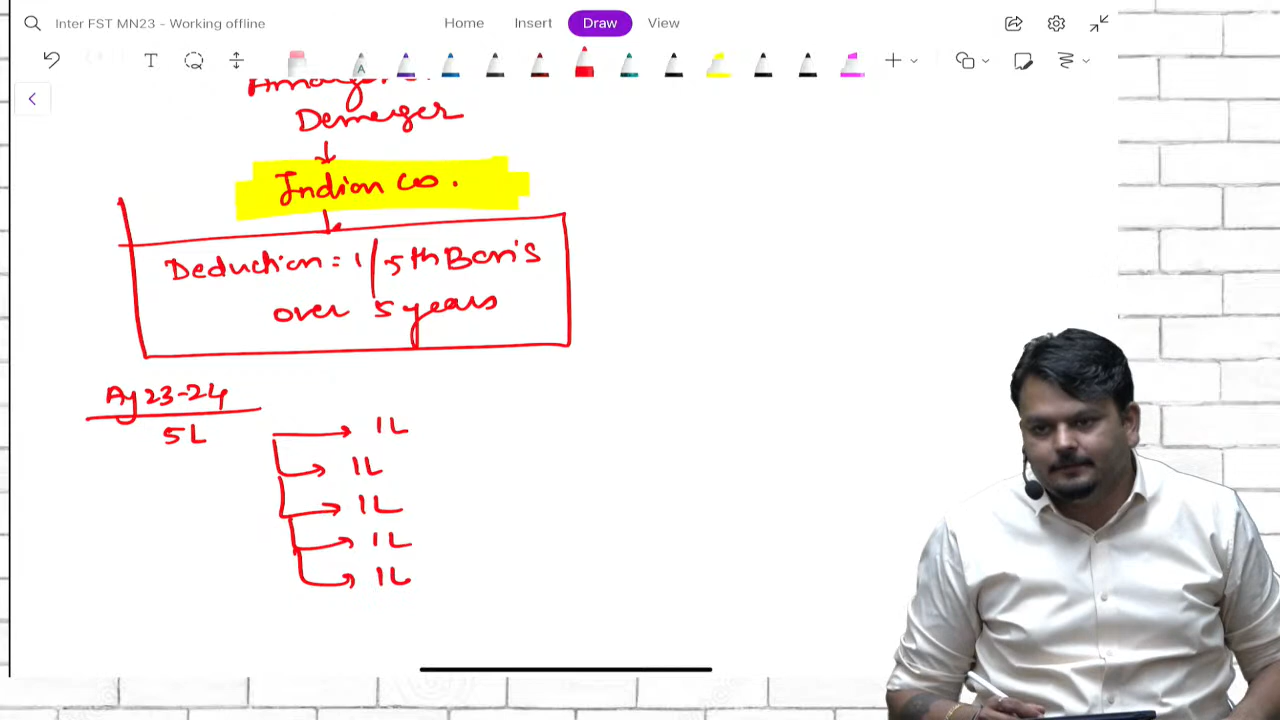 Inter FST MN23 - Working offline
Home Insert Draw View
Demerger
Indian co.
Deduction = 1/5th Bani's
over 5 years
Ay 23-24
5L
1L
1L
1L
1L
1L